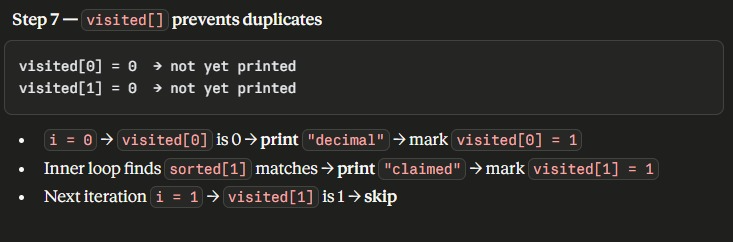 Step 7 — visited[] prevents duplicates
visited[0] = 0  → not yet printed
visited[1] = 0  → not yet printed
• i = 0 → visited[0] is 0 → print "decimal" → mark visited[0] = 1
• Inner loop finds sorted[1] matches → print "claimed" → mark visited[1] = 1
• Next iteration i = 1 → visited[1] is 1 → skip